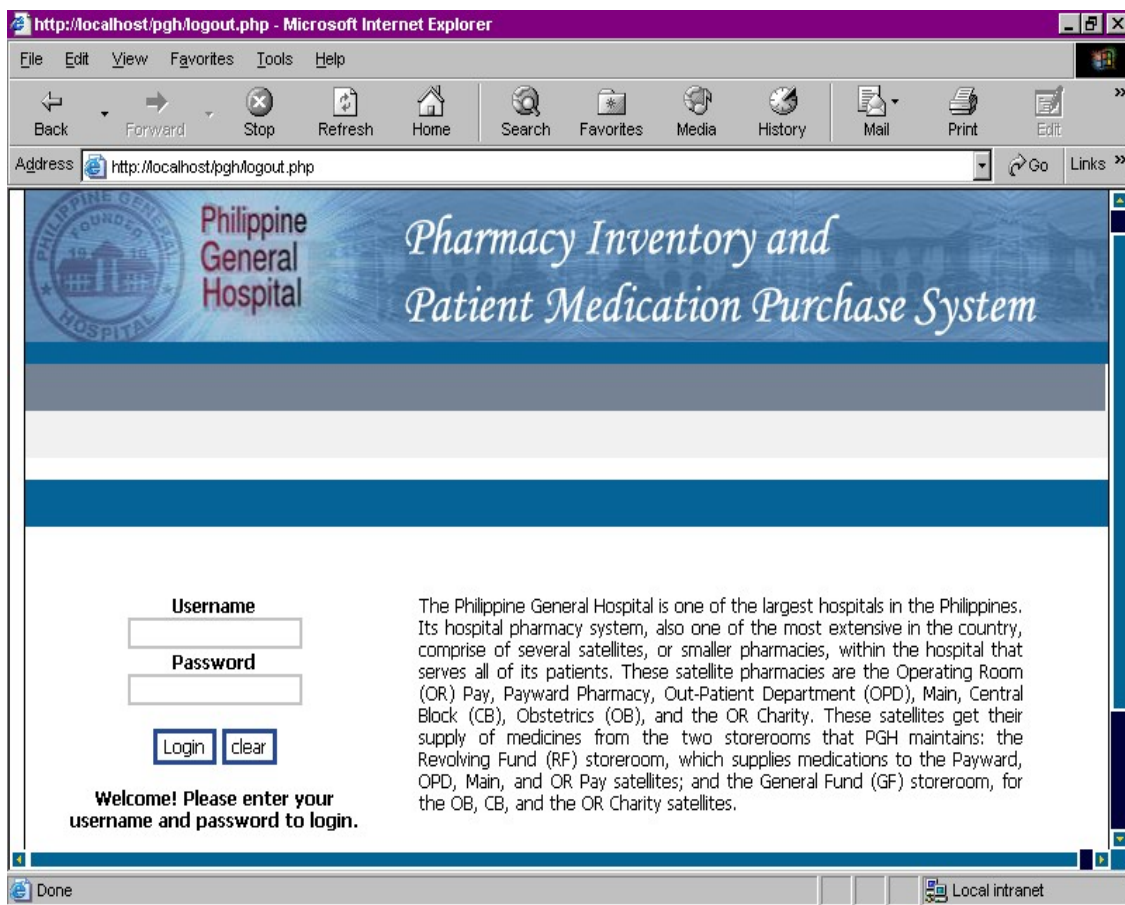 http://localhost/pgh/logout.php - Microsoft Internet Explorer
File Edit View Favorites Tools Help
Back Forward Stop Refresh Home Search Favorites Media History Mail Print Edit
Address http://localhost/pgh/logout.php Go Links
PHILIPPINE GENERAL HOSPITAL
FOUNDED
1910
Philippine
General
Hospital
Pharmacy Inventory and
Patient Medication Purchase System
Username
Password
Login clear
Welcome! Please enter your
username and password to login.
The Philippine General Hospital is one of the largest hospitals in the Philippines.
Its hospital pharmacy system, also one of the most extensive in the country,
comprise of several satellites, or smaller pharmacies, within the hospital that
serves all of its patients. These satellite pharmacies are the Operating Room
(OR) Pay, Payward Pharmacy, Out-Patient Department (OPD), Main, Central
Block (CB), Obstetrics (OB), and the OR Charity. These satellites get their
supply of medicines from the two storerooms that PGH maintains: the
Revolving Fund (RF) storeroom, which supplies medications to the Payward,
OPD, Main, and OR Pay satellites; and the General Fund (GF) storeroom, for
the OB, CB, and the OR Charity satellites.
Done Local intranet